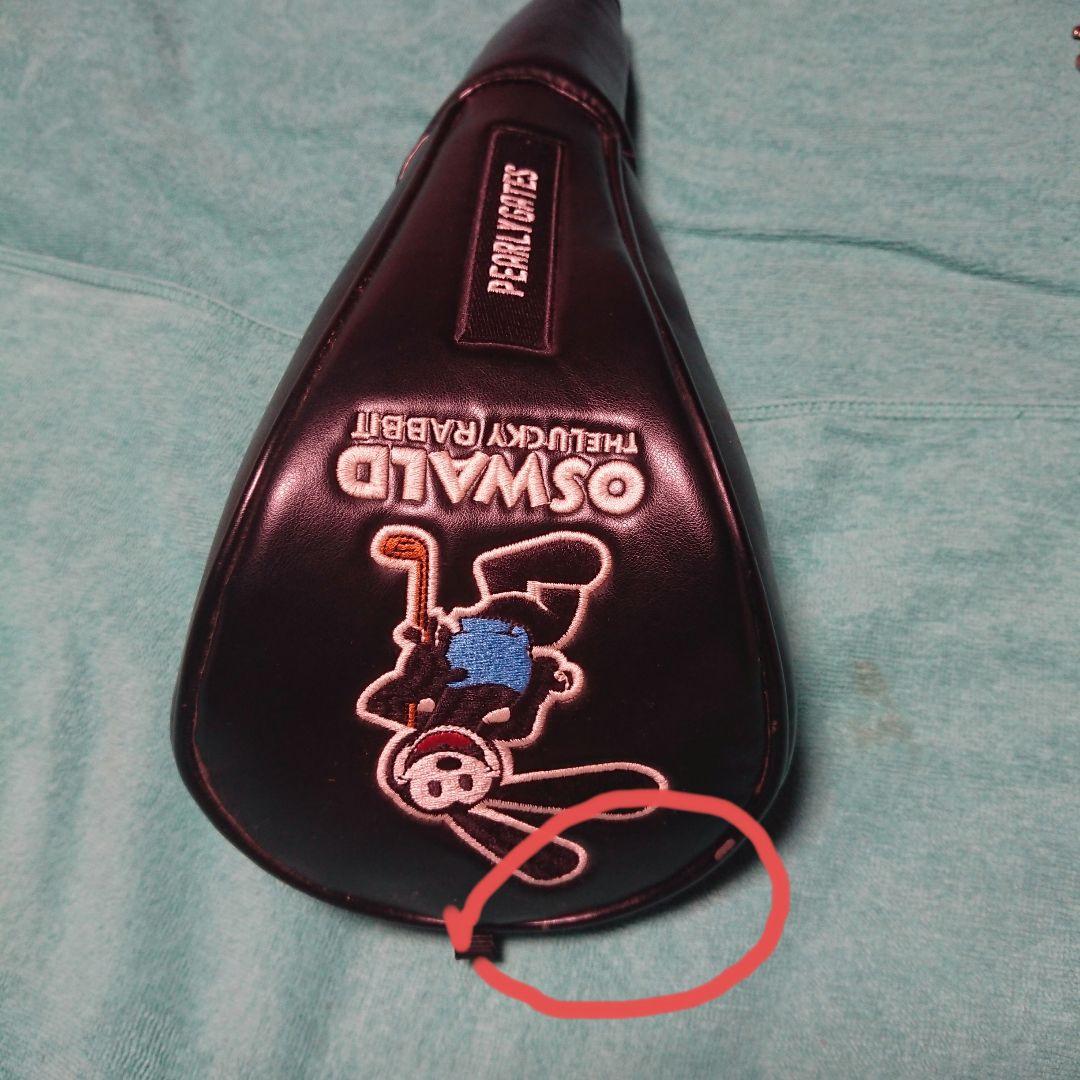 PEARLY GATES
OSWALD
THE LUCKY RABBIT